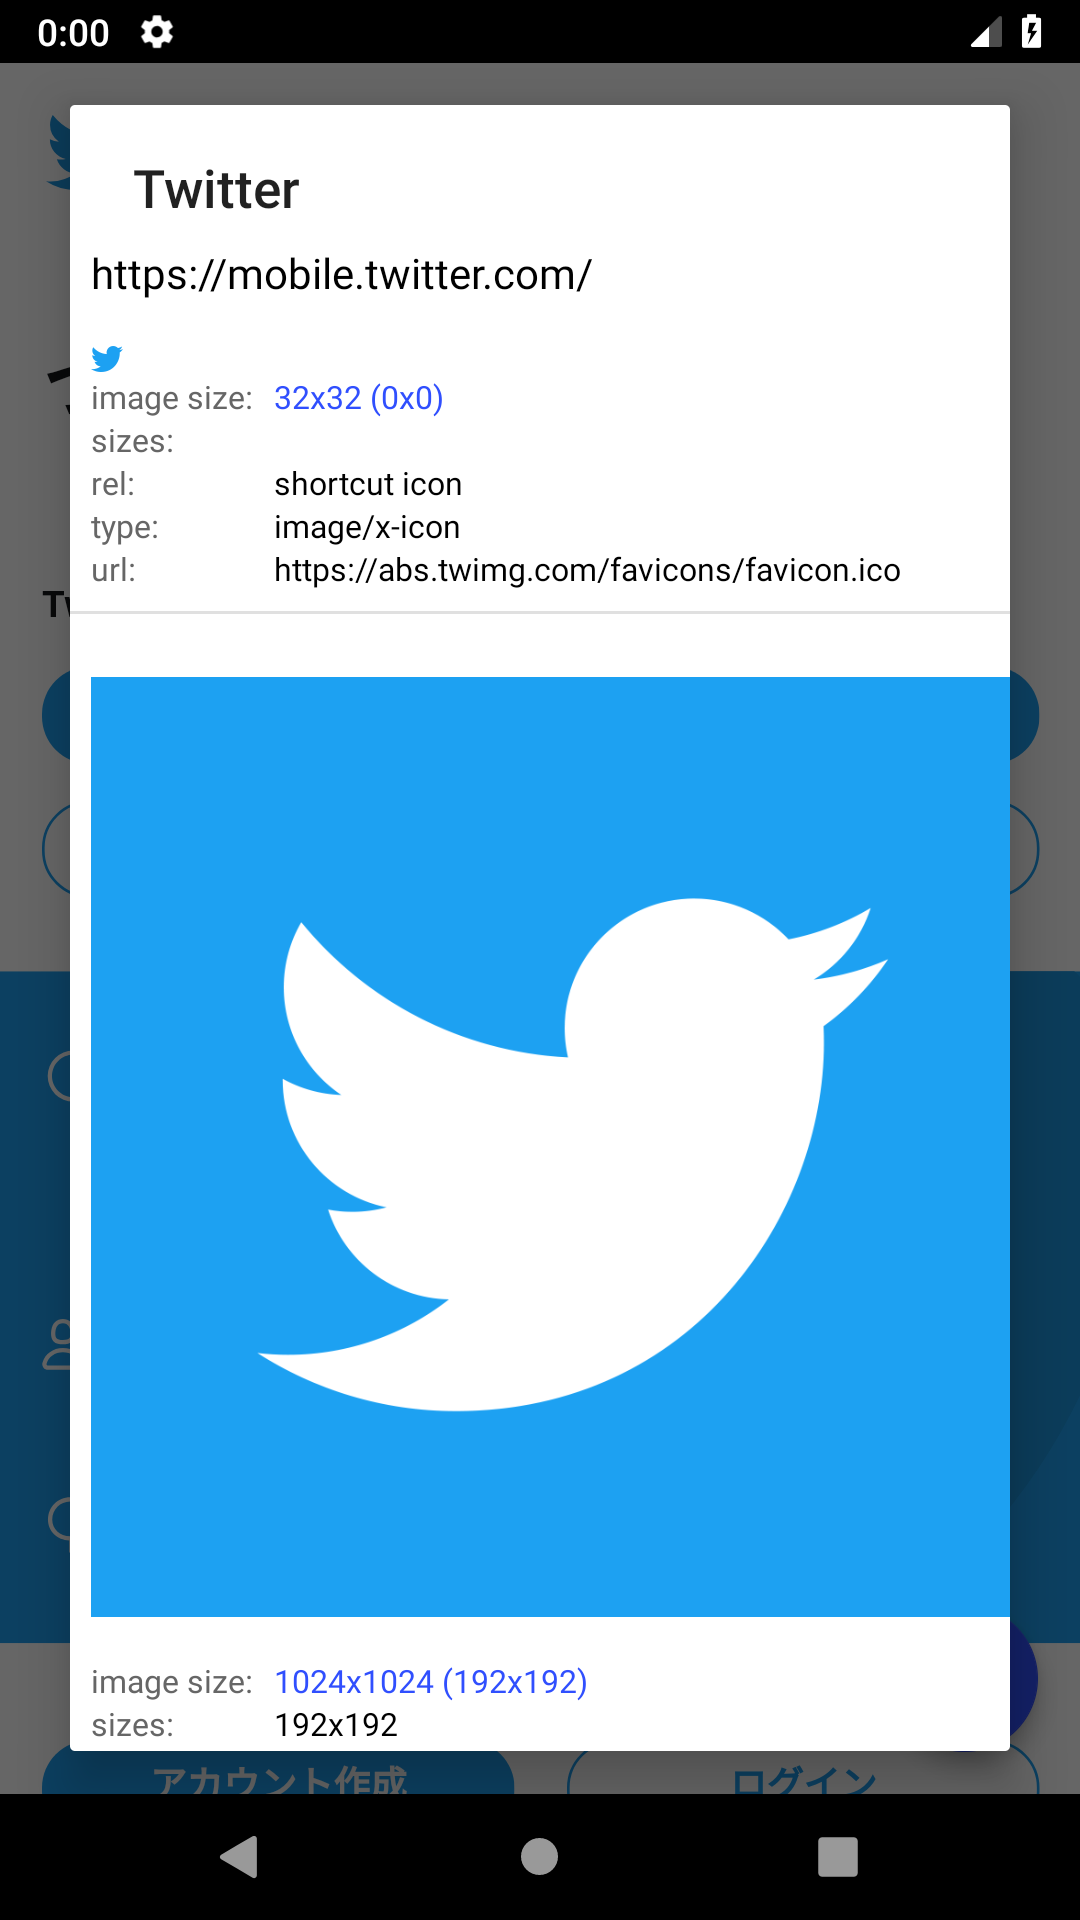 0:00
Twitter
https://mobile.twitter.com/
image size: 32x32 (0x0)
sizes:
rel: shortcut icon
type: image/x-icon
url: https://abs.twimg.com/favicons/favicon.ico
image size: 1024x1024 (192x192)
sizes: 192x192
アカウント作成 ログイン